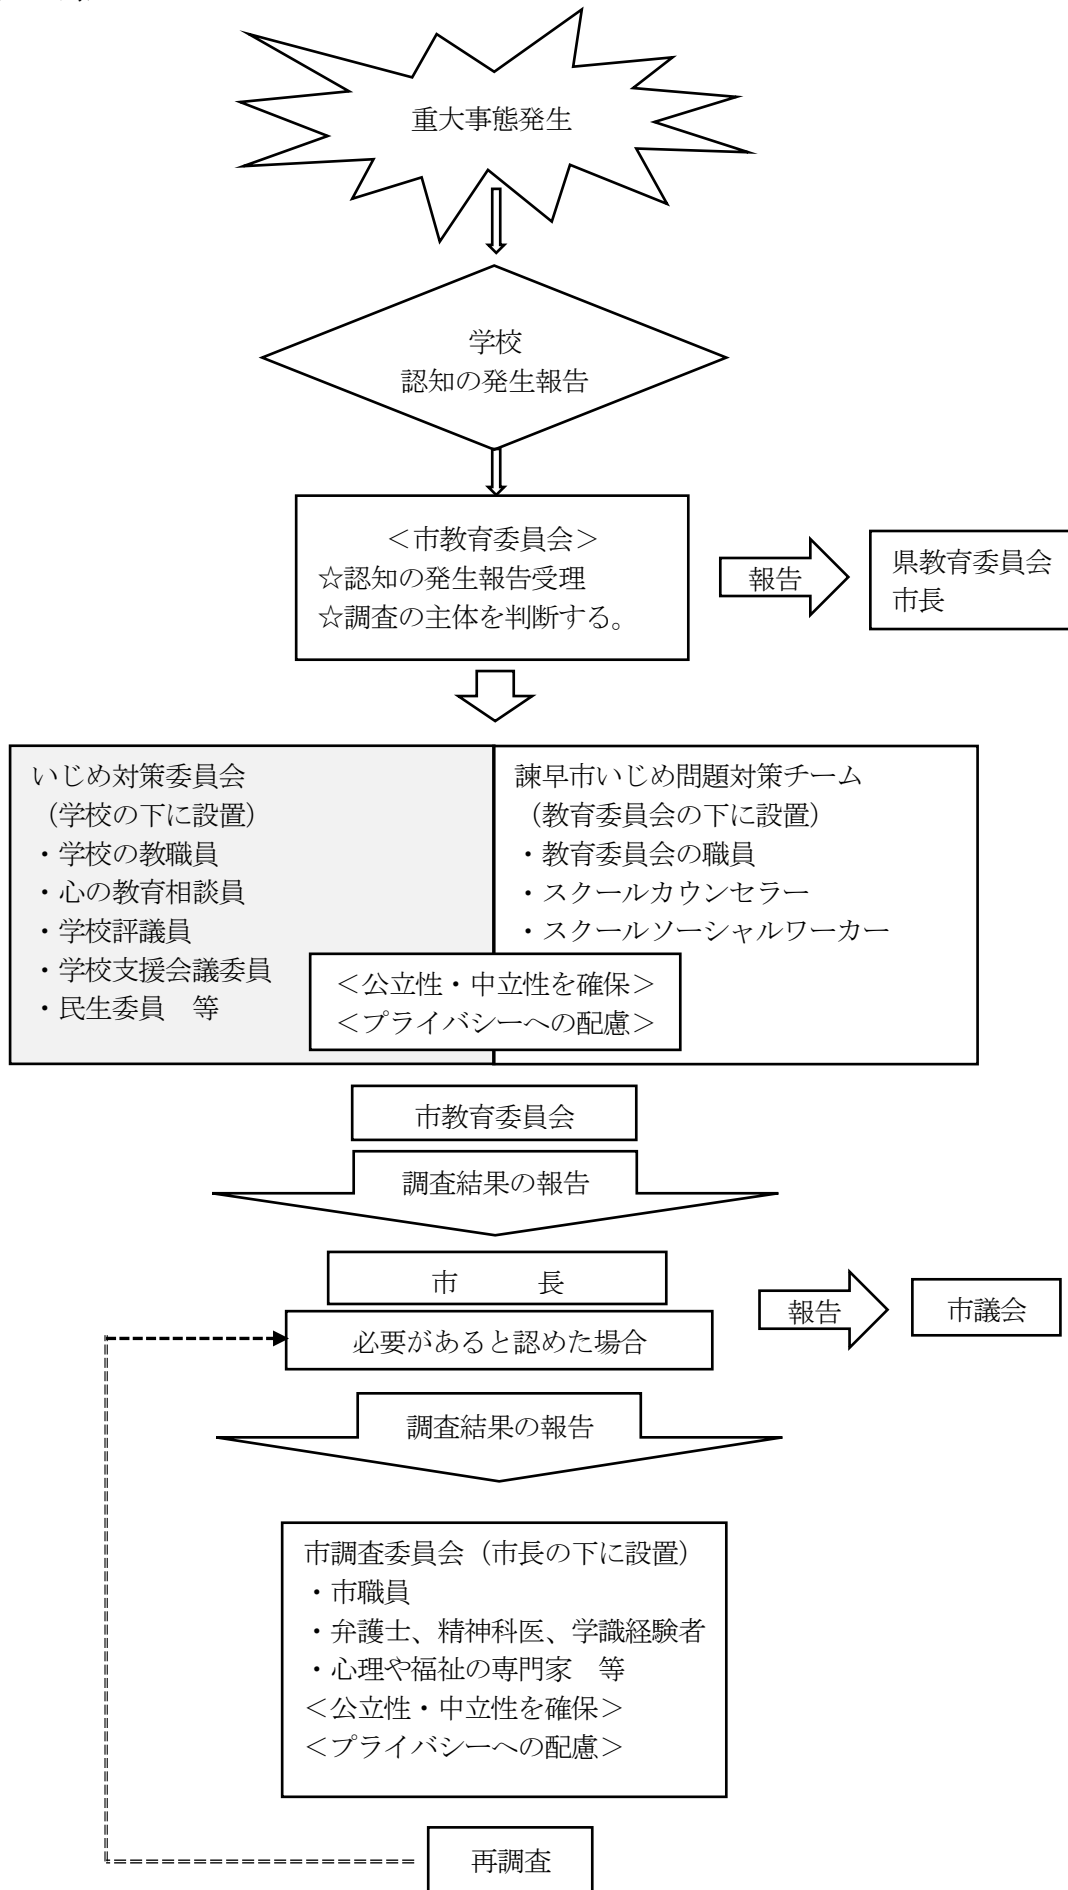 重大事態発生
学校
認知の発生報告
＜市教育委員会＞
☆認知の発生報告受理
☆調査の主体を判断する。
報告
県教育委員会
市長
いじめ対策委員会
（学校の下に設置）
・学校の教職員
・心の教育相談員
・学校評議員
・学校支援会議委員
・民生委員　等
諫早市いじめ問題対策チーム
（教育委員会の下に設置）
・教育委員会の職員
・スクールカウンセラー
・スクールソーシャルワーカー
＜公立性・中立性を確保＞
＜プライバシーへの配慮＞
市教育委員会
調査結果の報告
市　　　長
必要があると認めた場合
報告
市議会
調査結果の報告
市調査委員会（市長の下に設置）
・市職員
・弁護士、精神科医、学識経験者
・心理や福祉の専門家　等
＜公立性・中立性を確保＞
＜プライバシーへの配慮＞
再調査